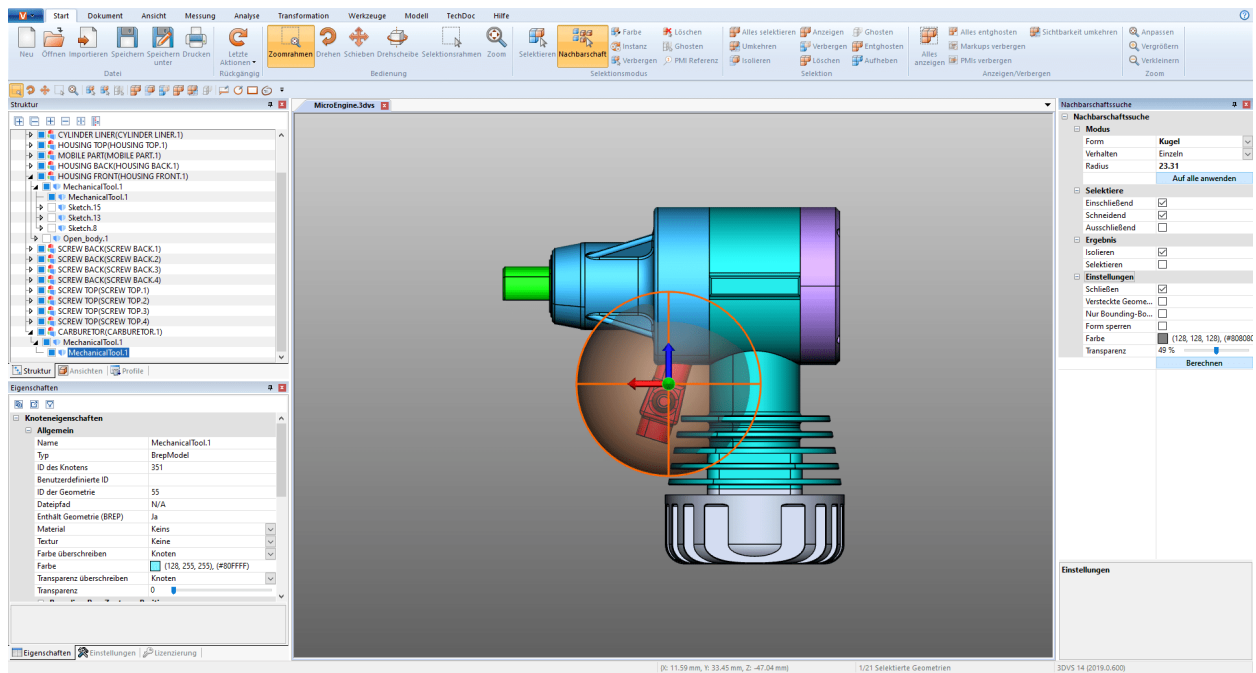 V
Start Dokument Ansicht Messung Analyse Transformation Werkzeuge Modell TechDoc Hilfe
Neu Öffnen Importieren Speichern Speichern unter Drucken
Datei
Letzte Aktionen
Rückgängig
Zoomrahmen Drehen Schieben Drehscheibe Selektionsrahmen Zoom
Bedienung
Selektieren Nachbarschaft
Farbe Löschen
Instanz Ghosten
Verbergen PMI Referenz
Selektionsmodus
Alles selektieren Anzeigen Ghosten
Umkehren Verbergen Entghosten
Isolieren Löschen Aufheben
Selektion
Alles anzeigen
Alles entghosten Sichtbarkeit umkehren
Markups verbergen
PMIs verbergen
Anzeigen/Verbergen
Anpassen
Vergrößern
Verkleinern
Zoom
Struktur
CYLINDER LINER(CYLINDER LINER.1)
HOUSING TOP(HOUSING TOP.1)
MOBILE PART(MOBILE PART.1)
HOUSING BACK(HOUSING BACK.1)
HOUSING FRONT(HOUSING FRONT.1)
MechanicalTool.1
MechanicalTool.1
Sketch.15
Sketch.13
Sketch.8
Open_body.1
SCREW BACK(SCREW BACK.1)
SCREW BACK(SCREW BACK.2)
SCREW BACK(SCREW BACK.3)
SCREW BACK(SCREW BACK.4)
SCREW TOP(SCREW TOP.1)
SCREW TOP(SCREW TOP.2)
SCREW TOP(SCREW TOP.3)
SCREW TOP(SCREW TOP.4)
CARBURETOR(CARBURETOR.1)
MechanicalTool.1
MechanicalTool.1
Struktur Ansichten Profile
Eigenschaften
Knoteneigenschaften
Allgemein
Name MechanicalTool.1
Typ BrepModel
ID des Knotens 351
Benutzerdefinierte ID
ID der Geometrie 55
Dateipfad N/A
Enthält Geometrie (BREP) Ja
Material Keins
Textur Keine
Farbe überschreiben Knoten
Farbe (128, 255, 255), (#80FFFF)
Transparenz überschreiben Knoten
Transparenz 0
Eigenschaften Einstellungen Lizenzierung
MicroEngine.3dvs
Nachbarschaftssuche
Nachbarschaftssuche
Modus
Form Kugel
Verhalten Einzeln
Radius 23.31
Auf alle anwenden
Selektiere
Einschließend
Schneidend
Ausschließend
Ergebnis
Isolieren
Selektieren
Einstellungen
Schließen
Versteckte Geome...
Nur Bounding-Bo...
Form sperren
Farbe (128, 128, 128), (#808080
Transparenz 49 %
Berechnen
Einstellungen
(X: 11.59 mm, Y: 33.45 mm, Z: -47.04 mm) 1/21 Selektierte Geometrien 3DVS 14 (2019.0.600)